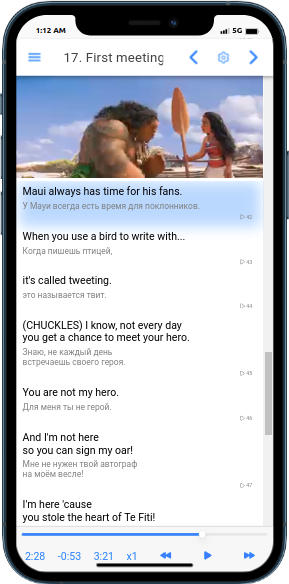 1:12 AM
5G
17. First meeting
Maui always has time for his fans.
У Мауи всегда есть время для поклонников.
42
When you use a bird to write with...
Когда пишешь птицей,
43
it's called tweeting.
это называется твит.
44
(CHUCKLES) I know, not every day
you get a chance to meet your hero.
Знаю, не каждый день
встречаешь своего героя.
45
You are not my hero.
Для меня ты не герой.
46
And I'm not here
so you can sign my oar!
Мне не нужен твой автограф
на моём весле!
47
I'm here 'cause
you stole the heart of Te Fiti!
2:28 -0:53 3:21 x1